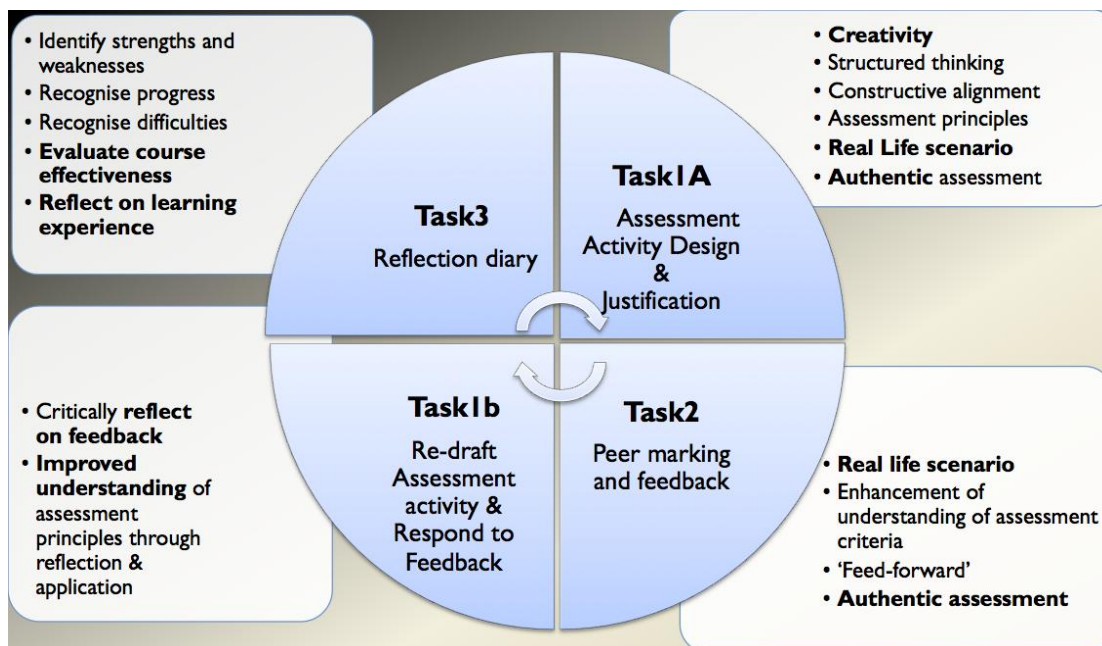 • Identify strengths and
weaknesses
• Recognise progress
• Recognise difficulties
• Evaluate course
effectiveness
• Reflect on learning
experience
Task3
Reflection diary
• Creativity
• Structured thinking
• Constructive alignment
• Assessment principles
• Real Life scenario
• Authentic assessment
Task1A
Assessment
Activity Design
&
Justification
• Critically reflect
on feedback
• Improved
understanding of
assessment
principles through
reflection &
application
Task1b
Re-draft
Assessment
activity &
Respond to
Feedback
Task2
Peer marking
and feedback
• Real life scenario
• Enhancement of
understanding of assessment
criteria
• 'Feed-forward'
• Authentic assessment